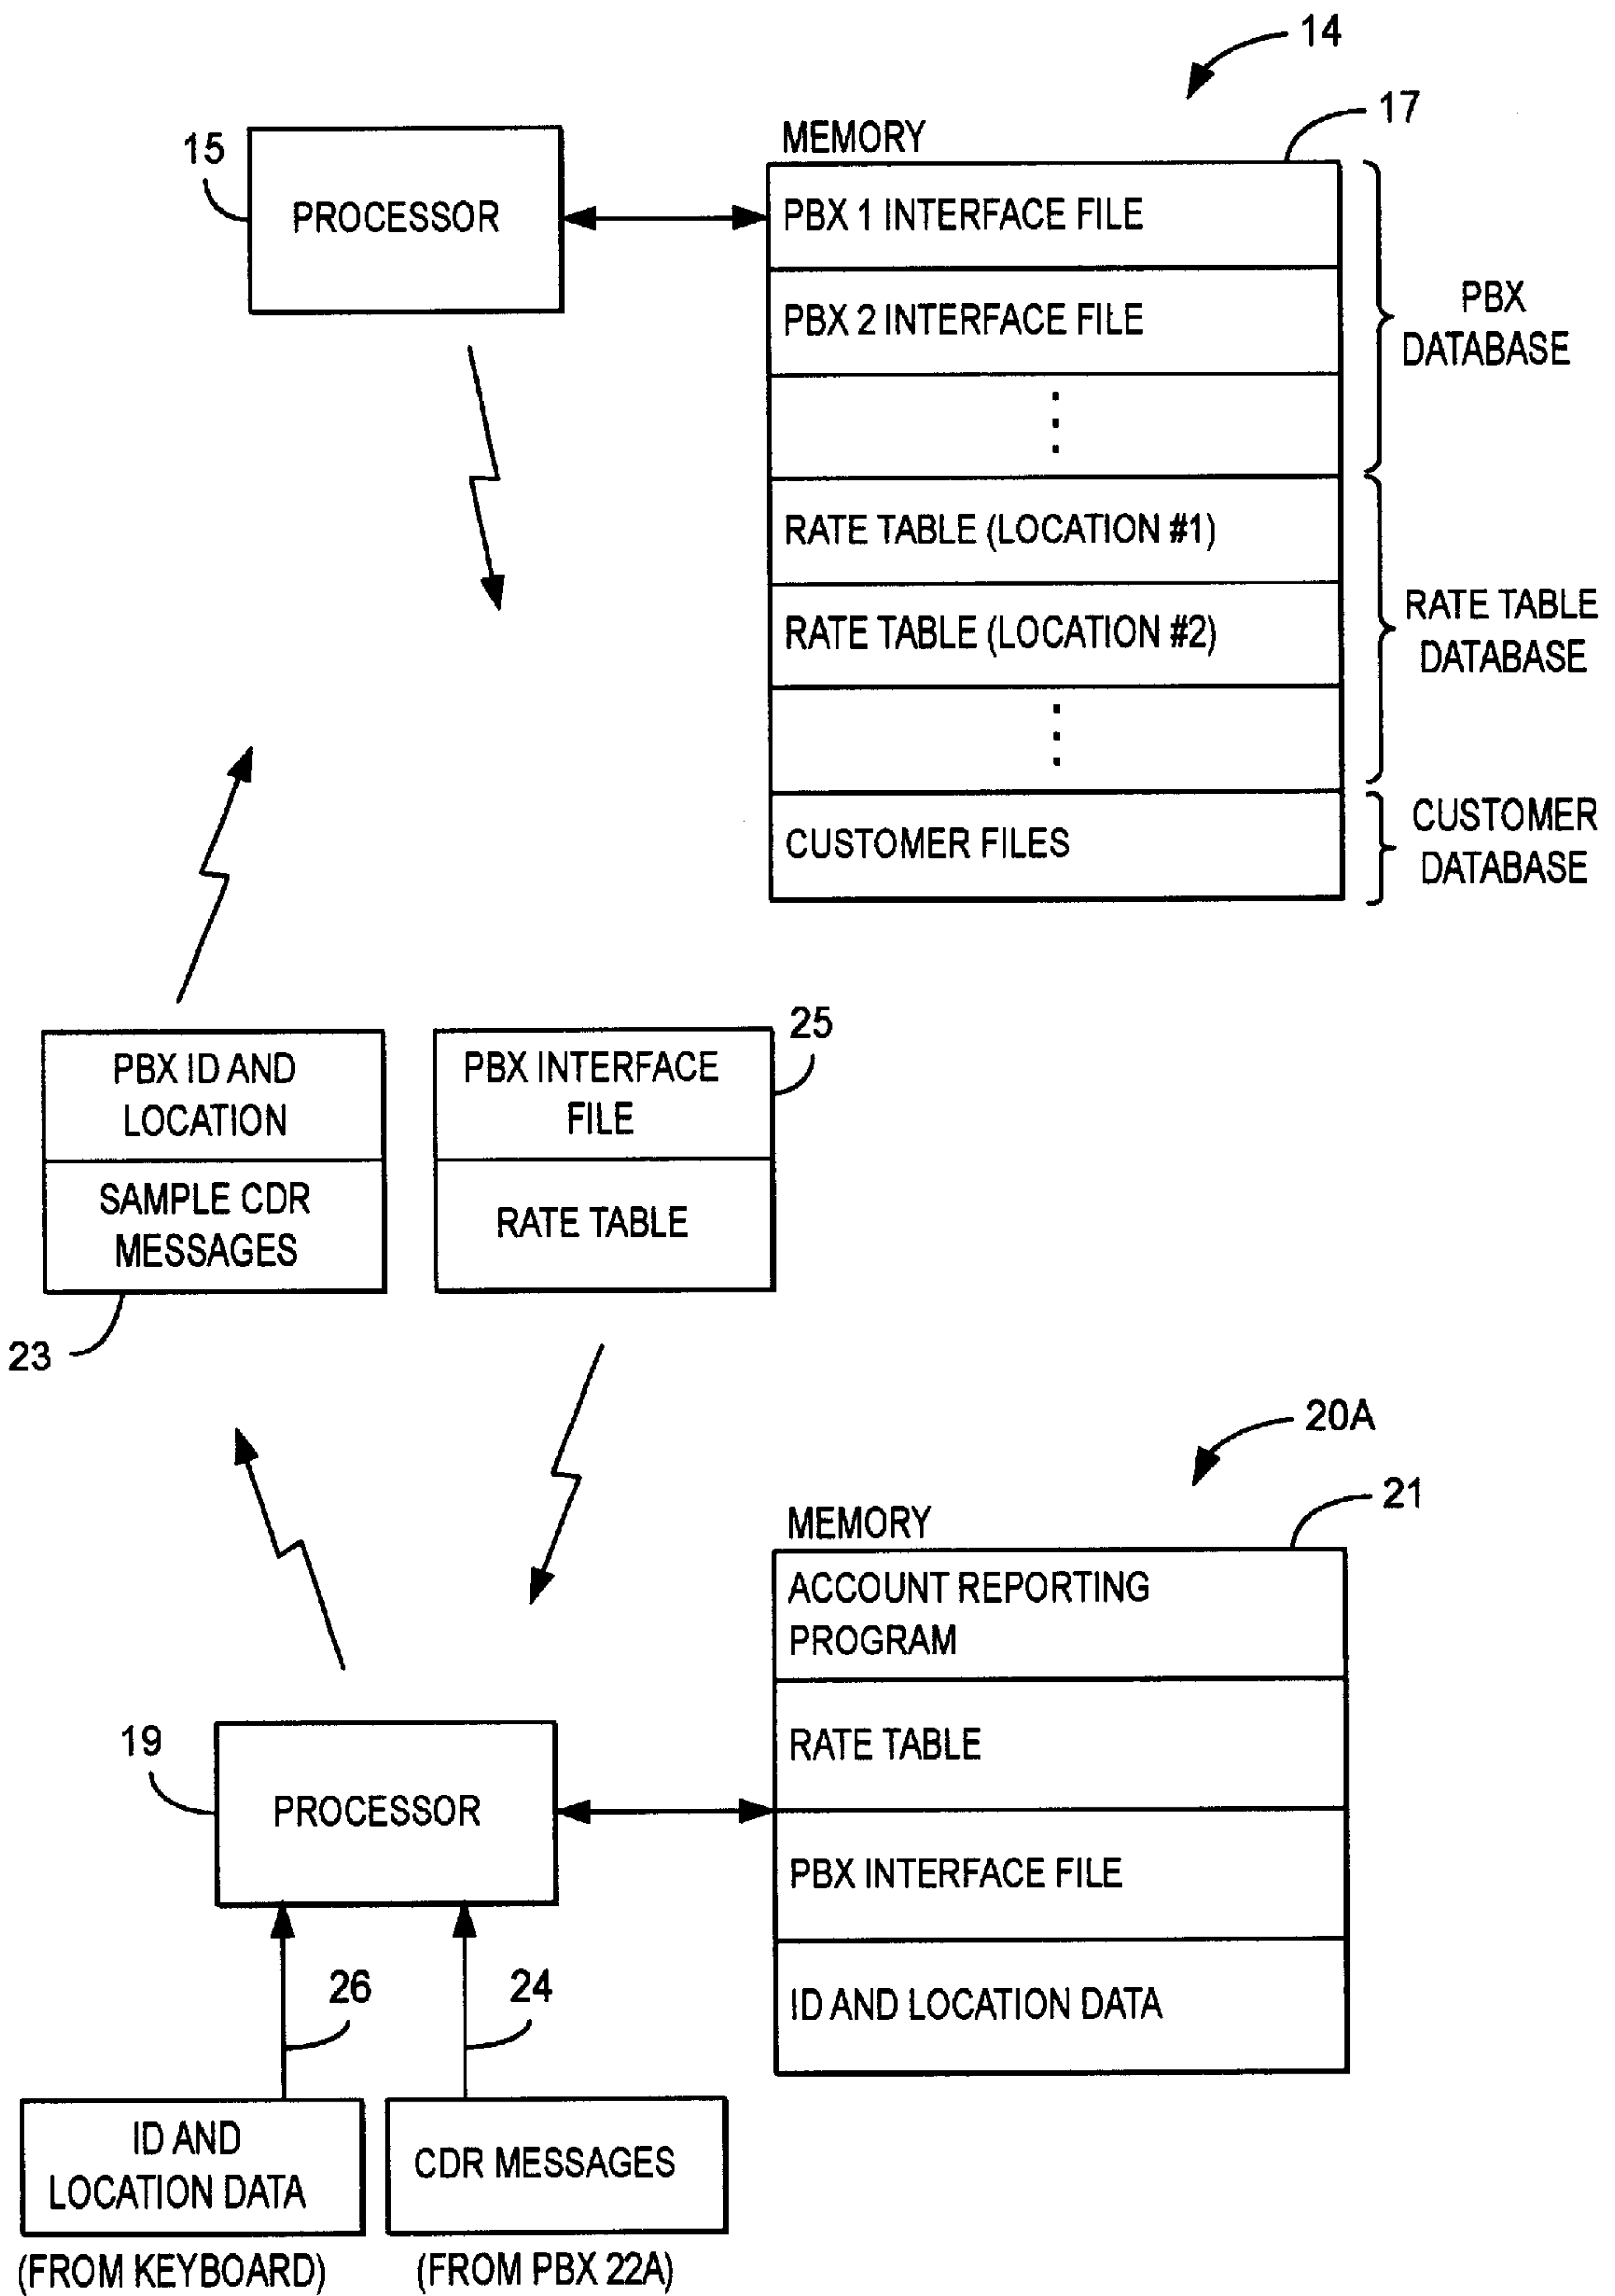 14
17
MEMORY
15
PROCESSOR
PBX 1 INTERFACE FILE
PBX 2 INTERFACE FILE
PBX
DATABASE
RATE TABLE (LOCATION #1)
RATE TABLE (LOCATION #2)
RATE TABLE
DATABASE
CUSTOMER FILES
CUSTOMER
DATABASE
PBX ID AND
LOCATION
SAMPLE CDR
MESSAGES
23
25
PBX INTERFACE
FILE
RATE TABLE
20A
21
MEMORY
ACCOUNT REPORTING
PROGRAM
RATE TABLE
PBX INTERFACE FILE
ID AND LOCATION DATA
19
PROCESSOR
26
24
ID AND
LOCATION DATA
(FROM KEYBOARD)
CDR MESSAGES
(FROM PBX 22A)